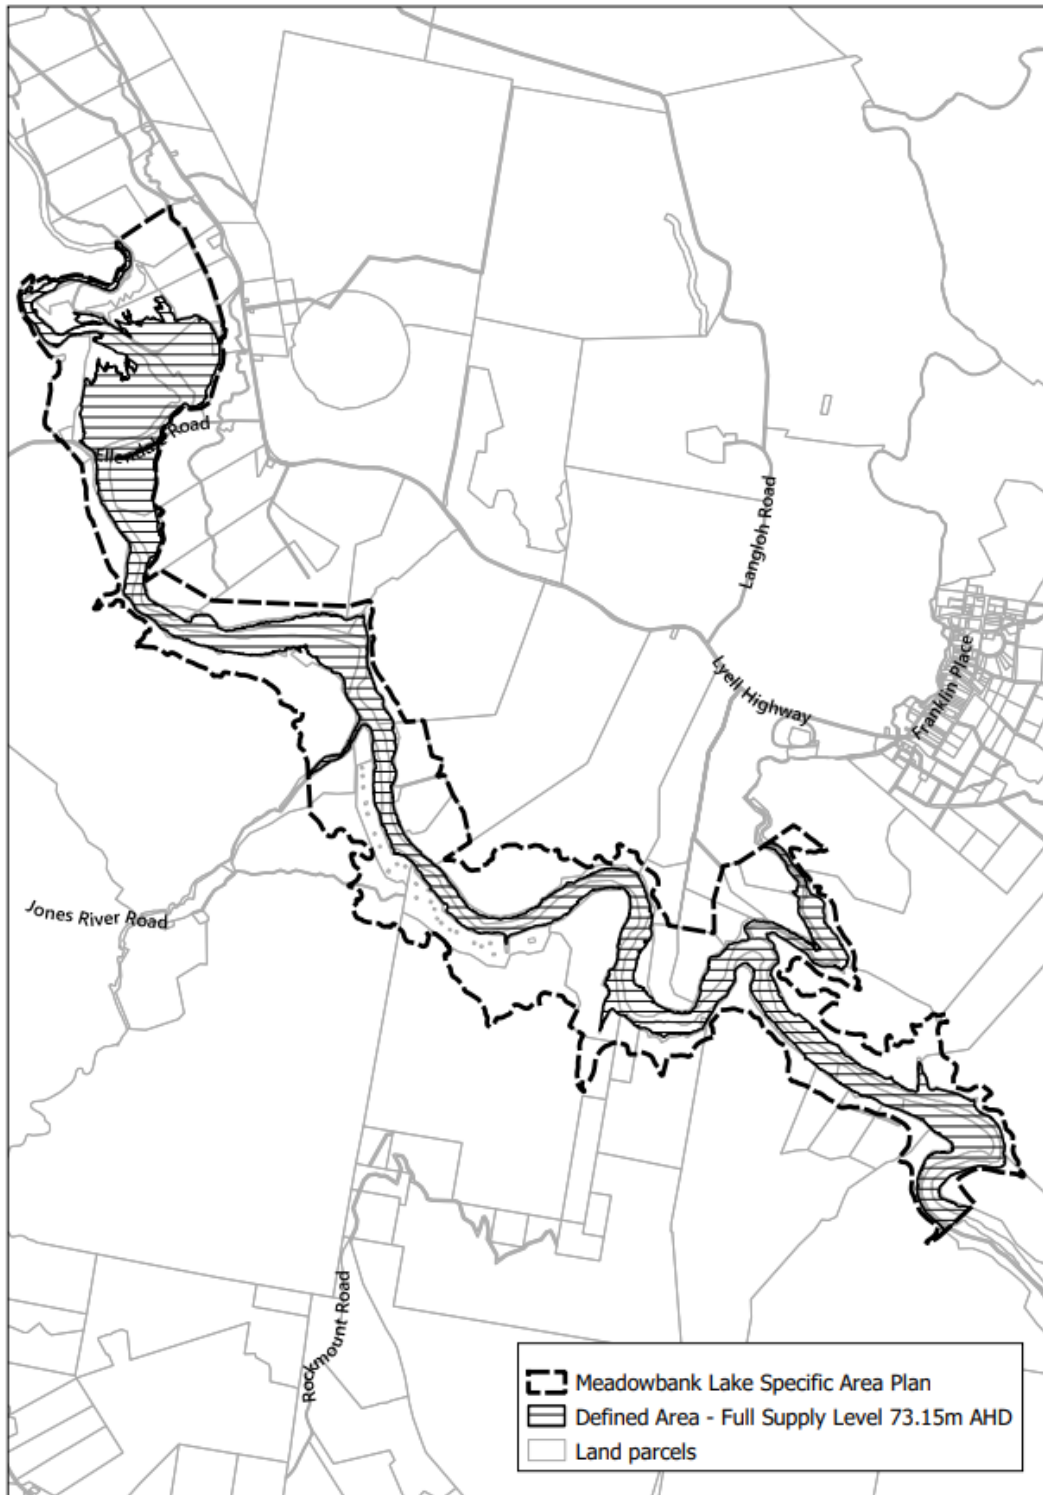 Ellendale Road
Langloh Road
Franklin Place
Lyell Highway
Jones River Road
Rockmount Road
Meadowbank Lake Specific Area Plan
Defined Area - Full Supply Level 73.15m AHD
Land parcels